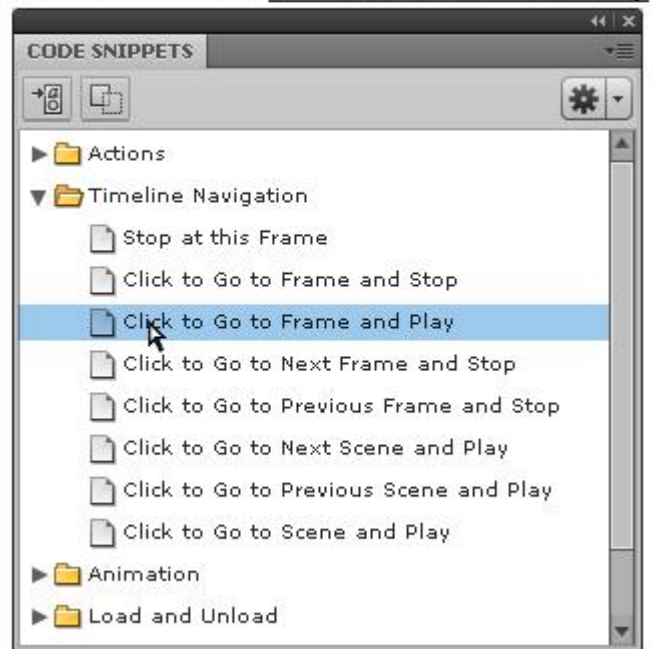 CODE SNIPPETS
Actions
Timeline Navigation
Stop at this Frame
Click to Go to Frame and Stop
Click to Go to Frame and Play
Click to Go to Next Frame and Stop
Click to Go to Previous Frame and Stop
Click to Go to Next Scene and Play
Click to Go to Previous Scene and Play
Click to Go to Scene and Play
Animation
Load and Unload